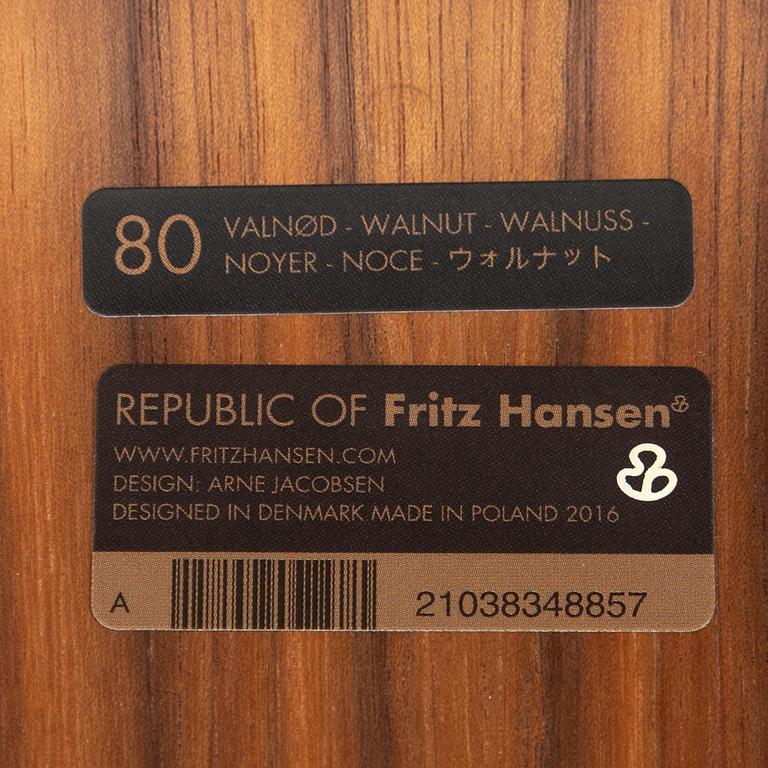 80
VALNØD - WALNUT - WALNUSS -
NOYER - NOCE - ウォルナット
REPUBLIC OF Fritz Hansen
WWW.FRITZHANSEN.COM
DESIGN: ARNE JACOBSEN
DESIGNED IN DENMARK MADE IN POLAND 2016
A
21038348857